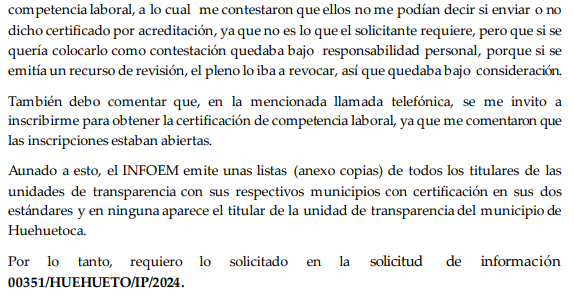 competencia laboral, a lo cual me contestaron que ellos no me podían decir si enviar o no
dicho certificado por acreditación, ya que no es lo que el solicitante requiere, pero que si se
quería colocarlo como contestación quedaba bajo responsabilidad personal, porque si se
emitía un recurso de revisión, el pleno lo iba a revocar, así que quedaba bajo consideración.
También debo comentar que, en la mencionada llamada telefónica, se me invito a
inscribirme para obtener la certificación de competencia laboral, ya que me comentaron que
las inscripciones estaban abiertas.
Aunado a esto, el INFOEM emite unas listas (anexo copias) de todos los titulares de las
unidades de transparencia con sus respectivos municipios con certificación en sus dos
estándares y en ninguna aparece el titular de la unidad de transparencia del municipio de
Huehuetoca.
Por lo tanto, requiero lo solicitado en la solicitud de información
00351/HUEHUETO/IP/2024.